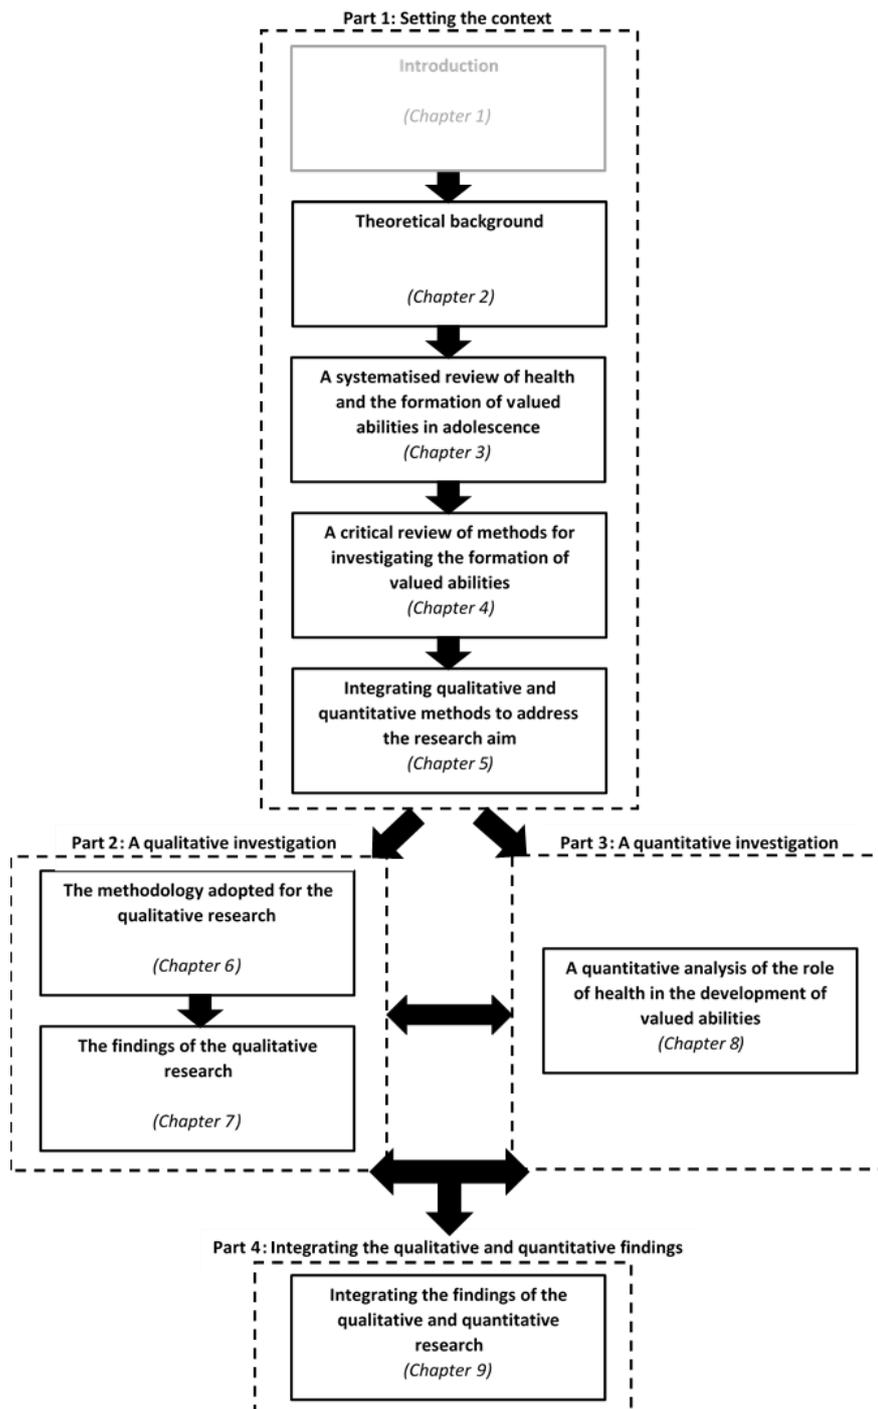 Part 1: Setting the context
Introduction
(Chapter 1)
Theoretical background
(Chapter 2)
A systematised review of health
and the formation of valued
abilities in adolescence
(Chapter 3)
A critical review of methods for
investigating the formation of
valued abilities
(Chapter 4)
Integrating qualitative and
quantitative methods to address
the research aim
(Chapter 5)
Part 2: A qualitative investigation
The methodology adopted for the
qualitative research
(Chapter 6)
The findings of the qualitative
research
(Chapter 7)
Part 3: A quantitative investigation
A quantitative analysis of the role
of health in the development of
valued abilities
(Chapter 8)
Part 4: Integrating the qualitative and quantitative findings
Integrating the findings of the
qualitative and quantitative
research
(Chapter 9)